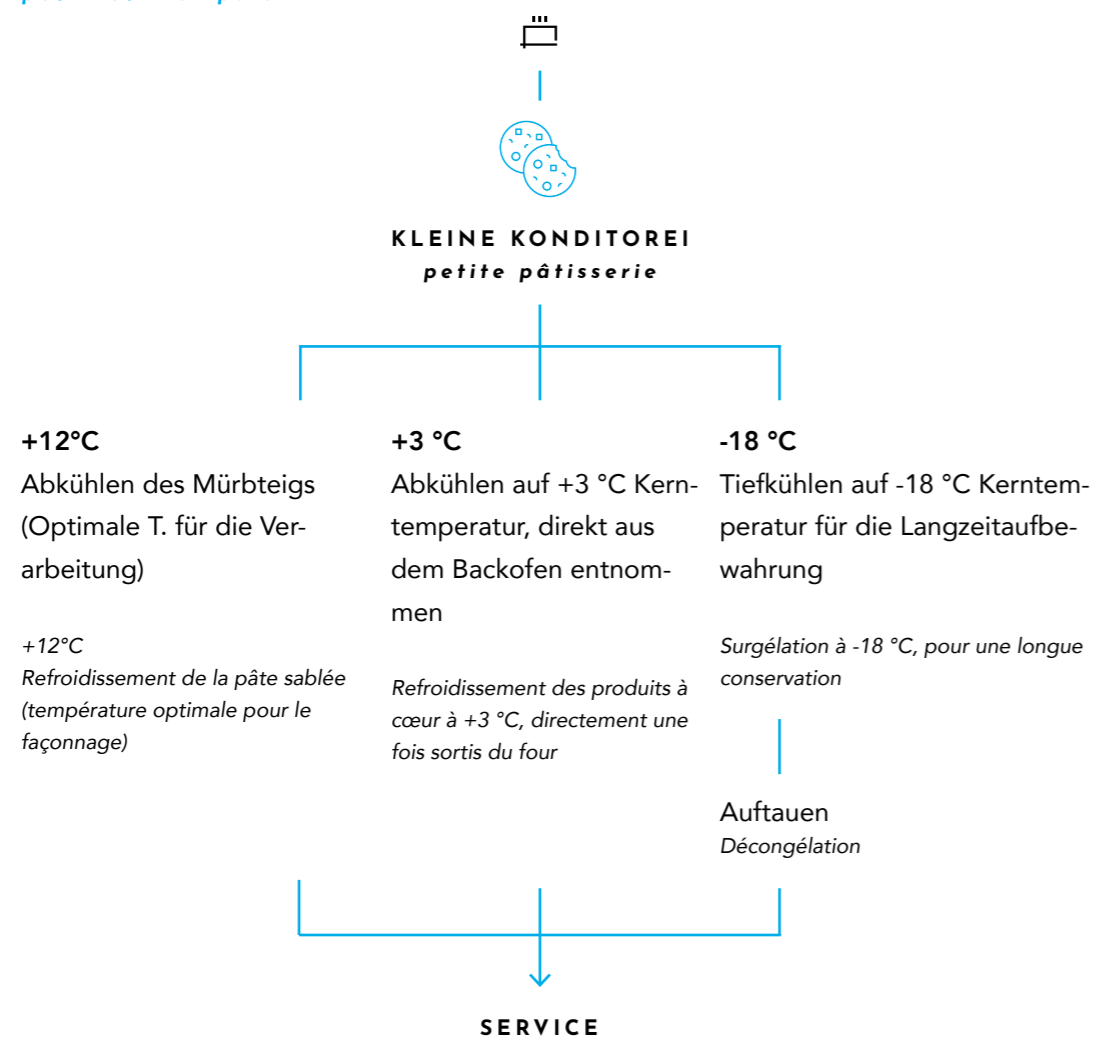 KLEINE KONDITOREI
petite pâtisserie
+12°C
Abkühlen des Mürbteigs
(Optimale T. für die Ver-
arbeitung)
+12°C
Refroidissement de la pâte sablée
(température optimale pour le
façonnage)
+3 °C
Abkühlen auf +3 °C Kern-
temperatur, direkt aus
dem Backofen entnom-
men
Refroidissement des produits à
cœur à +3 °C, directement une
fois sortis du four
-18 °C
Tiefkühlen auf -18 °C Kerntem-
peratur für die Langzeitaufbe-
wahrung
Surgélation à -18 °C, pour une longue
conservation
Auftauen
Décongélation
SERVICE